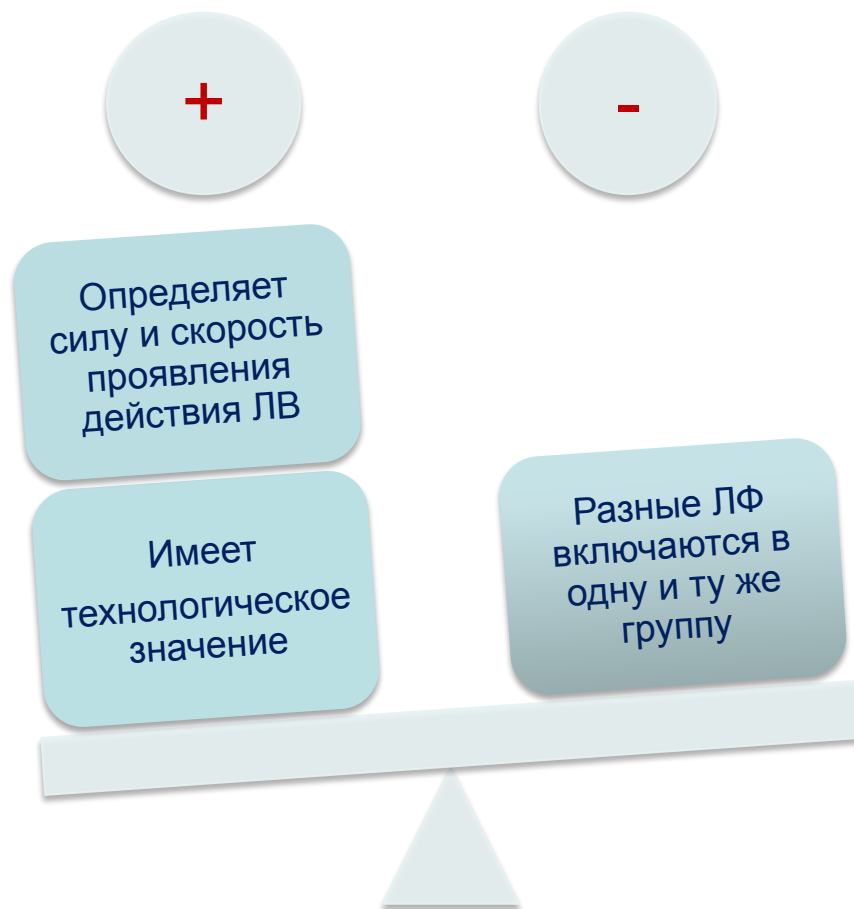 +
-
Определяет
силу и скорость
проявления
действия ЛВ
Имеет
технологическое
значение
Разные ЛФ
включаются в
одну и ту же
группу